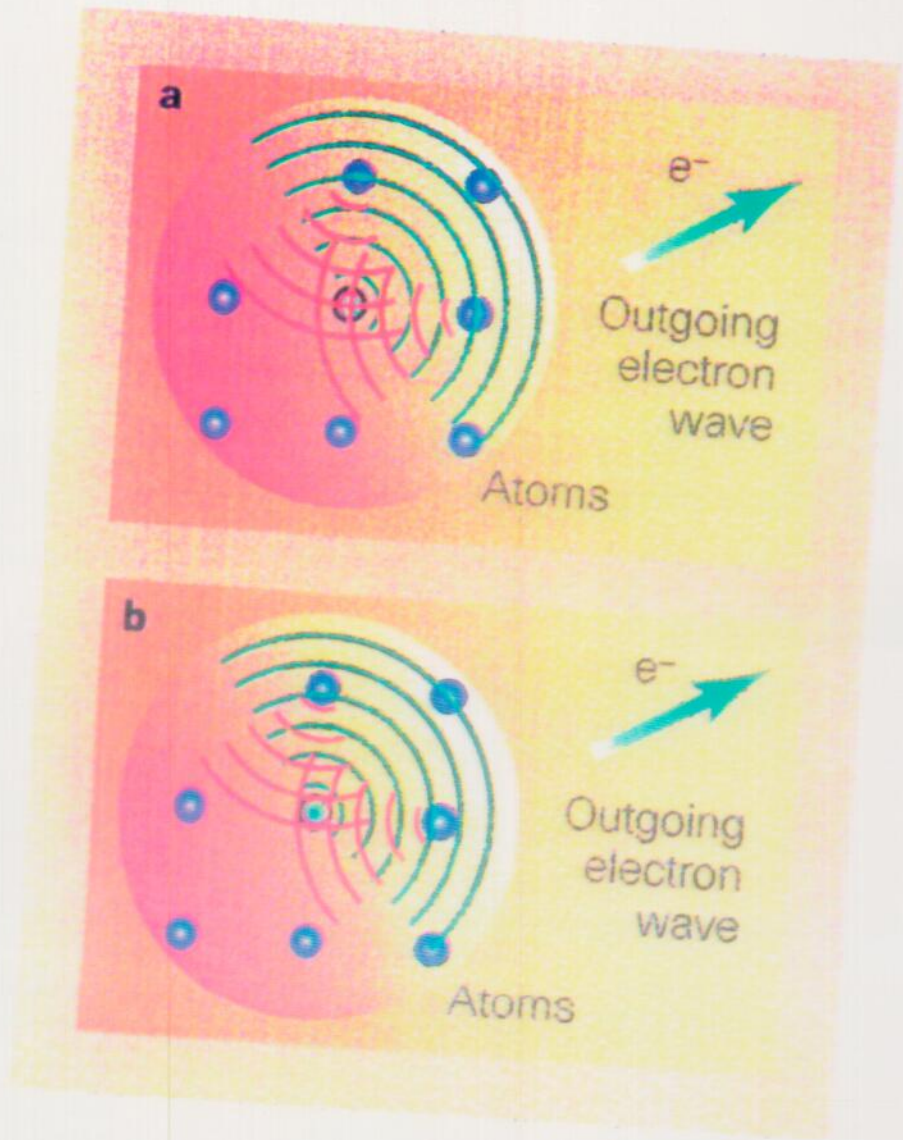 a
e⁻
Outgoing
electron
wave
Atoms
b
e⁻
Outgoing
electron
wave
Atoms